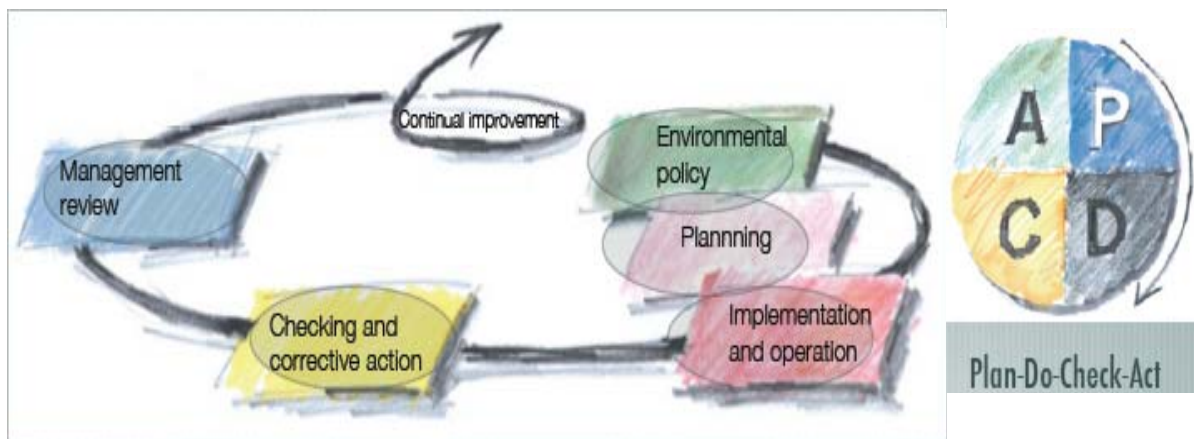 Continual improvement
Environmental
policy
Management
review
Plannning
Checking and
corrective action
Implementation
and operation
A P
C D
Plan-Do-Check-Act